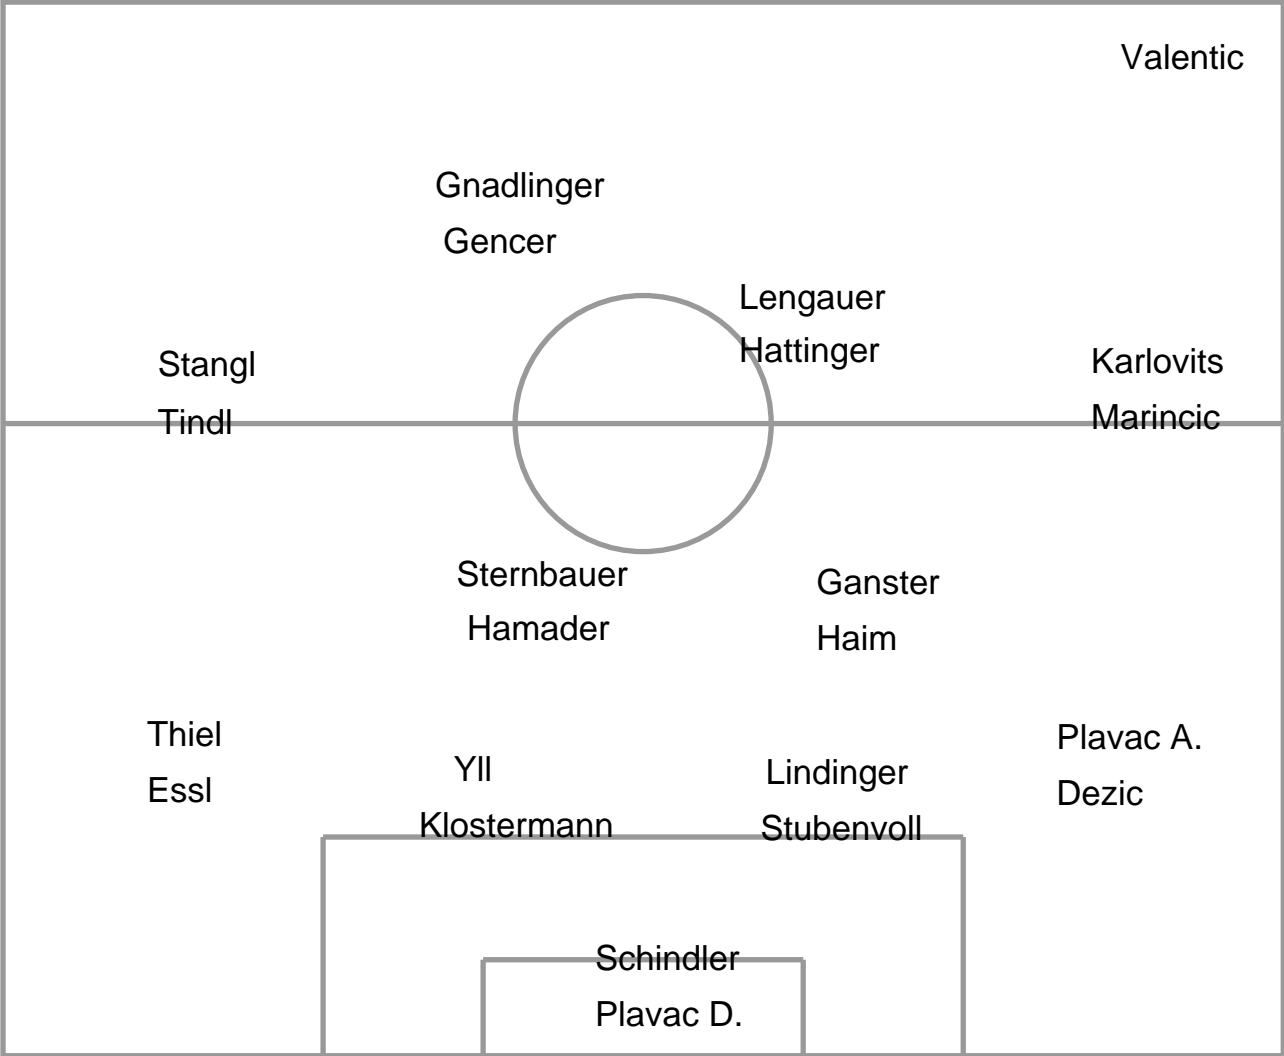 Valentic
Gnadlinger
Gencer
Lengauer
Hattinger
Stangl
Tindl
Karlovits
Marincic
Sternbauer
Hamader
Ganster
Haim
Thiel
Essl
Yll
Klostermann
Lindinger
Stubenvoll
Plavac A.
Dezic
Schindler
Plavac D.